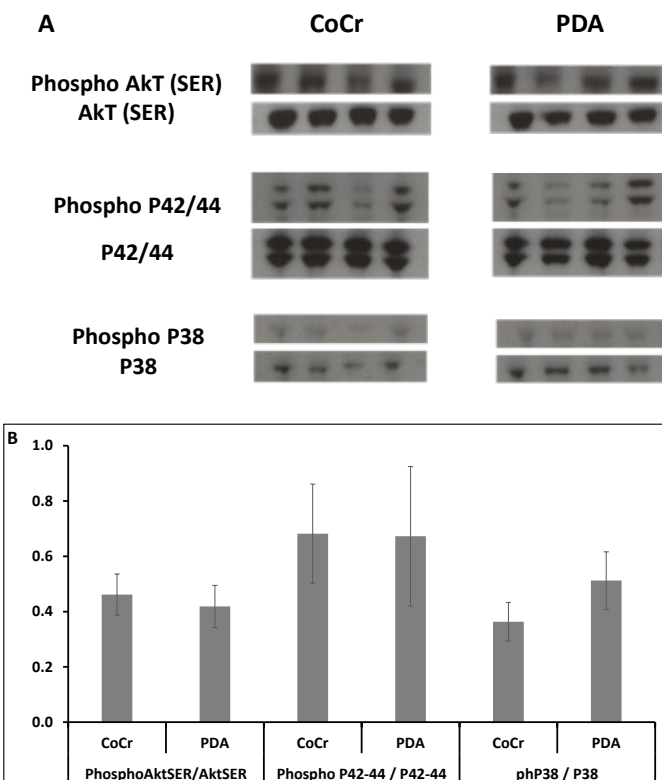 A CoCr PDA
Phospho AkT (SER)
AkT (SER)
Phospho P42/44
P42/44
Phospho P38
P38
B
1.0
0.8
0.6
0.4
0.2
0.0
CoCr PDA CoCr PDA CoCr PDA
PhosphoAktSER/AktSER Phospho P42-44 / P42-44 phP38 / P38